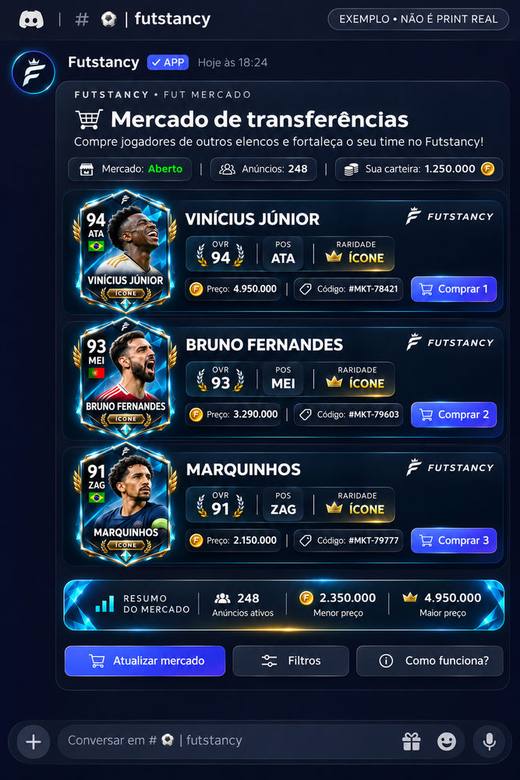 # ⚽ | futstancy
EXEMPLO • NÃO É PRINT REAL
Futstancy ✓ APP Hoje às 18:24
FUTSTANCY • FUT MERCADO
Mercado de transferências
Compre jogadores de outros elencos e fortaleça o seu time no Futstancy!
Mercado: Aberto | Anúncios: 248 | Sua carteira: 1.250.000 F
94
ATA
VINÍCIUS JÚNIOR
ÍCONE
VINÍCIUS JÚNIOR
FUTSTANCY
OVR
94
POS
ATA
RARIDADE
ÍCONE
F Preço: 4.950.000
Código: #MKT-78421
Comprar 1
93
MEI
BRUNO FERNANDES
ÍCONE
BRUNO FERNANDES
FUTSTANCY
OVR
93
POS
MEI
RARIDADE
ÍCONE
F Preço: 3.290.000
Código: #MKT-79603
Comprar 2
91
ZAG
MARQUINHOS
ÍCONE
MARQUINHOS
FUTSTANCY
OVR
91
POS
ZAG
RARIDADE
ÍCONE
F Preço: 2.150.000
Código: #MKT-79777
Comprar 3
RESUMO
DO MERCADO
248
Anúncios ativos
F 2.350.000
Menor preço
4.950.000
Maior preço
Atualizar mercado
Filtros
Como funciona?
Conversar em # ⚽ | futstancy